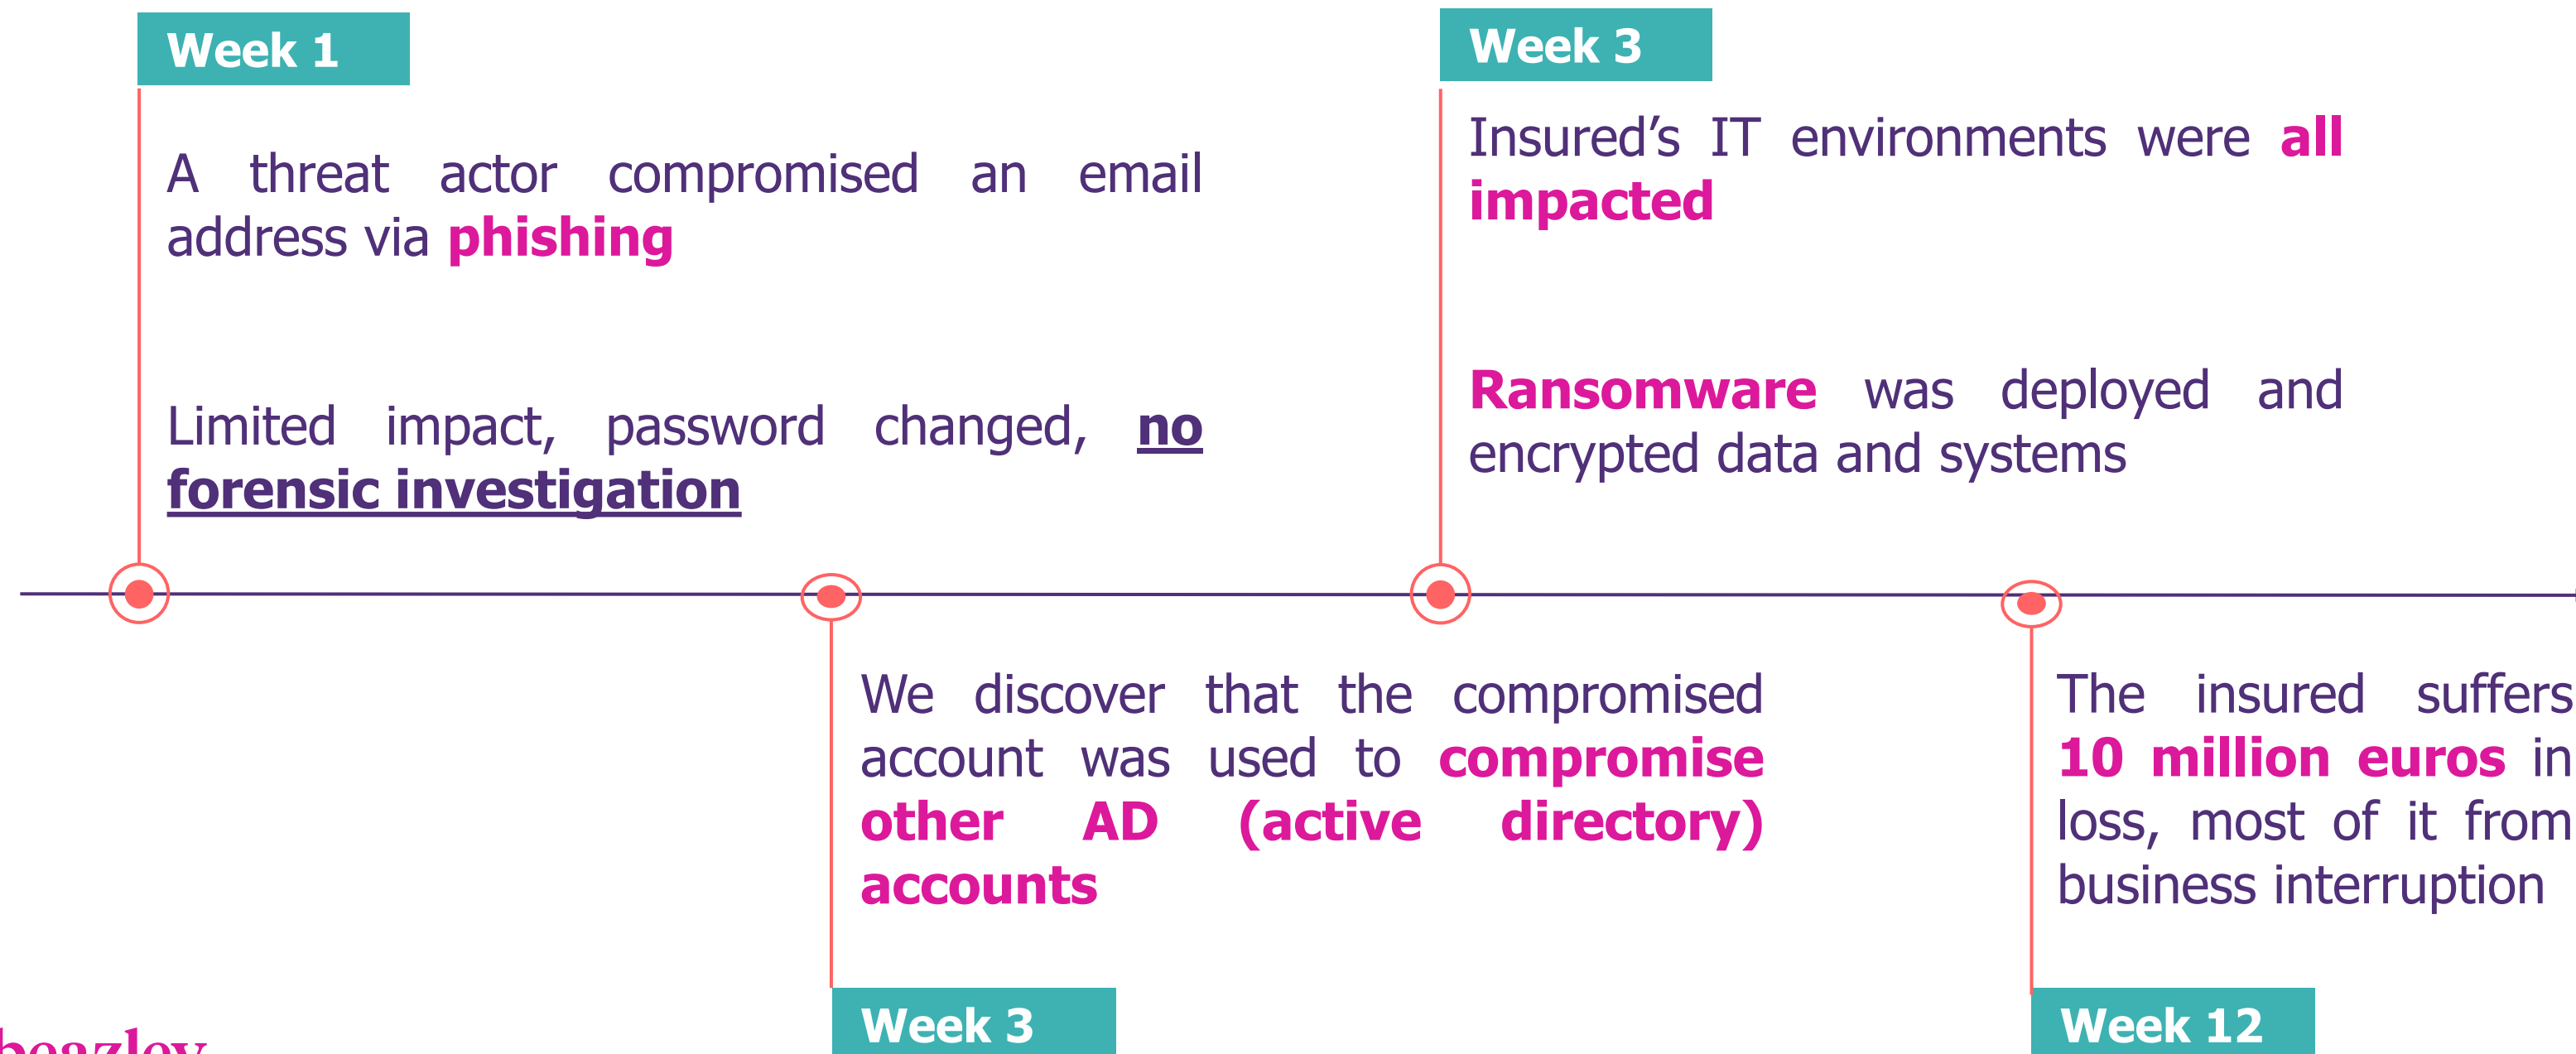 Week 1
A threat actor compromised an email
address via phishing
Limited impact, password changed, no
forensic investigation
We discover that the compromised
account was used to compromise
other AD (active directory)
accounts
Week 3
Week 3
Insured’s IT environments were all
impacted
Ransomware was deployed and
encrypted data and systems
The insured suffers
10 million euros in
loss, most of it from
business interruption
Week 12
beazley